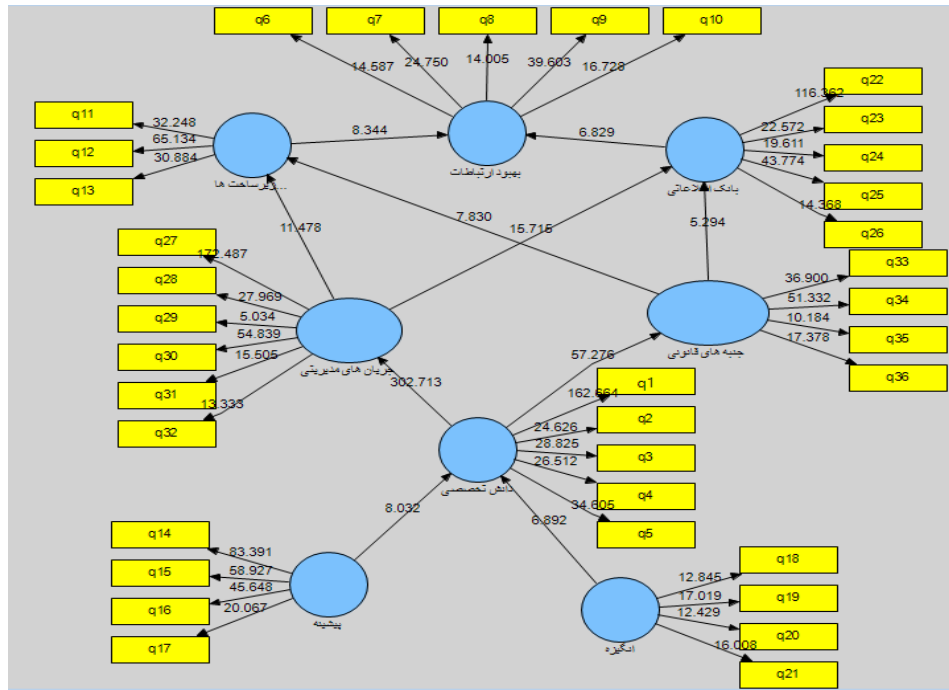 q6 q7 q8 q9 q10
14.587 24.750 14.005 39.603 16.728
q11 q12 q13
32.248
65.134
30.884
زیرساخت ها...
8.344
بهبود ارتباطات
6.829
بانک اطلاعاتی
q22 q23 q24 q25 q26
116.362
22.572
19.611
43.774
14.368
11.478
7.830
15.715
5.294
q27 q28 q29 q30 q31 q32
172.487
27.969
5.034
54.839
15.505
13.333
جریان های مدیریتی
جنبه های قانونی
q33 q34 q35 q36
36.900
51.332
10.184
17.378
302.713
57.276
دانش تخصصی
q1 q2 q3 q4 q5
162.664
24.626
28.825
26.512
34.605
8.032
6.892
q14 q15 q16 q17
83.391
58.927
45.648
20.067
پیشینه
انگیزه
q18 q19 q20 q21
12.845
17.019
12.429
16.008